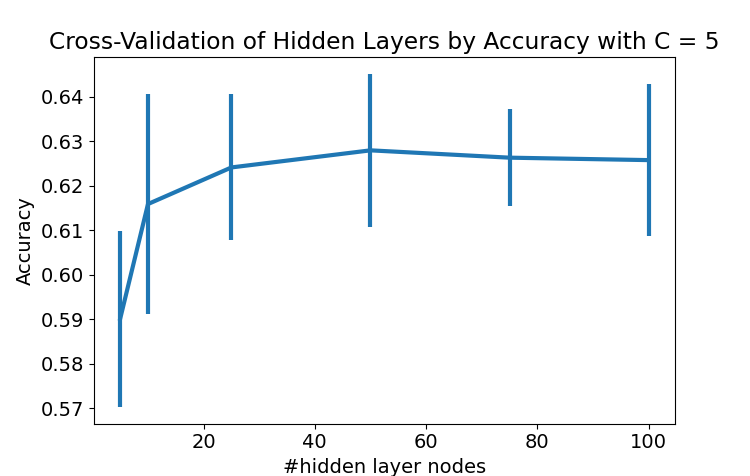 Cross-Validation of Hidden Layers by Accuracy with C = 5
Accuracy
0.64
0.63
0.62
0.61
0.60
0.59
0.58
0.57
20 40 60 80 100
#hidden layer nodes